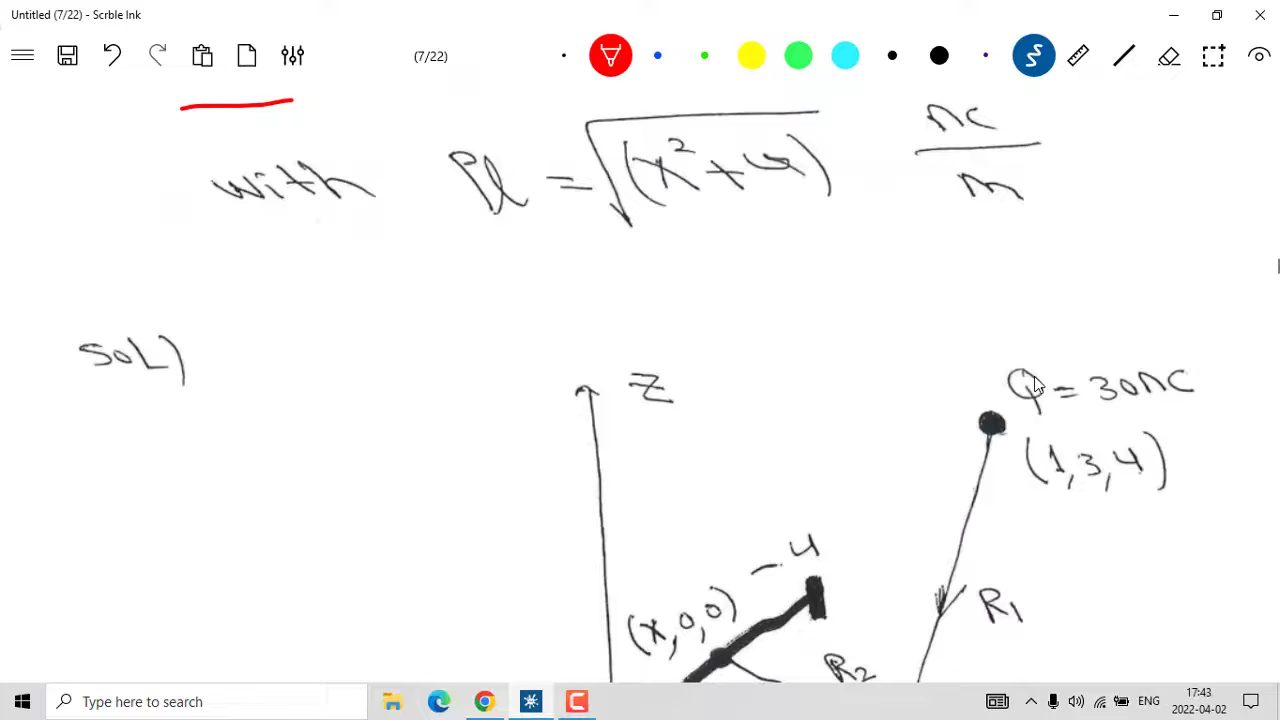 Untitled (7/22) - Scrble Ink
(7/22)
with ρl = √(x²+4) nC/m
SOL)
Z
Q = 30nC
(1,3,4)
-4
(x,0,0)
R1
R2
Type here to search
ENG
17:43
2022-04-02